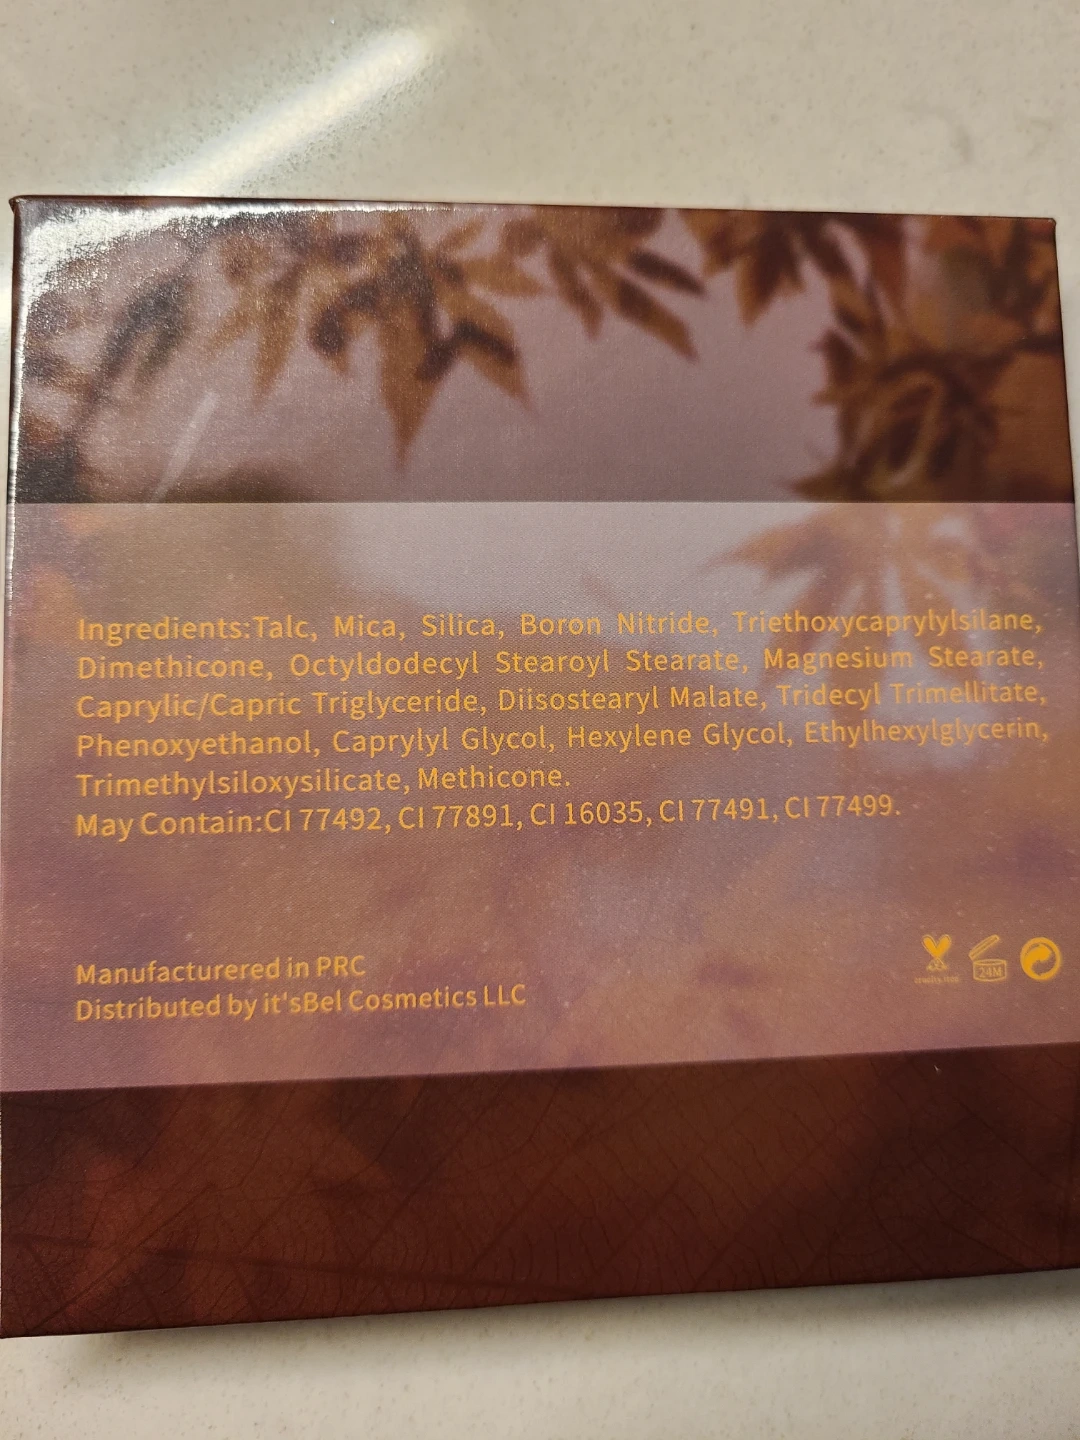 Ingredients:Talc, Mica, Silica, Boron Nitride, Triethoxycaprylylsilane,
Dimethicone, Octyldodecyl Stearoyl Stearate, Magnesium Stearate,
Caprylic/Capric Triglyceride, Diisostearyl Malate, Tridecyl Trimellitate,
Phenoxyethanol, Caprylyl Glycol, Hexylene Glycol, Ethylhexylglycerin,
Trimethylsiloxysilicate, Methicone.
May Contain:CI 77492, CI 77891, CI 16035, CI 77491, CI 77499.
Manufacturered in PRC
Distributed by it'sBel Cosmetics LLC
24M